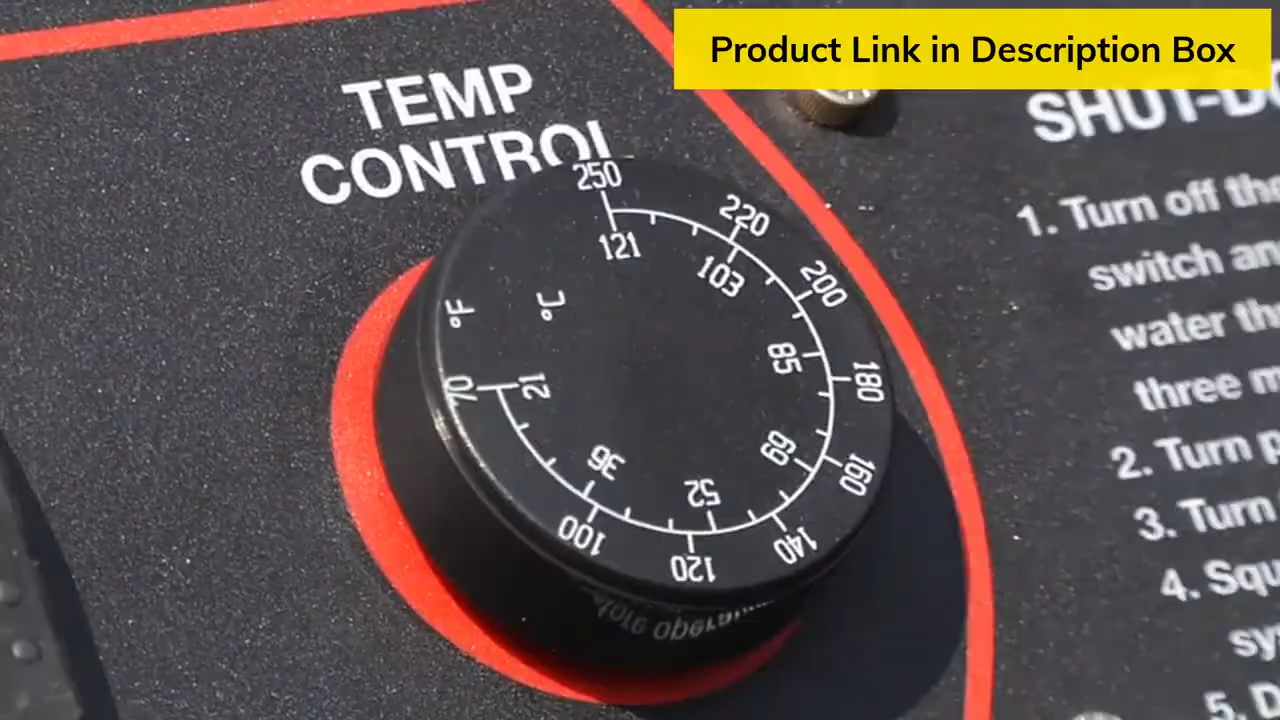 Product Link in Description Box
TEMP
CONTROL
250
220
200
180
160
140
120
100
70
°F
°C
121
103
85
69
52
36
21
1. Turn off the
switch an
water th
three m
2. Turn
3. Turn
4. Squ
5.